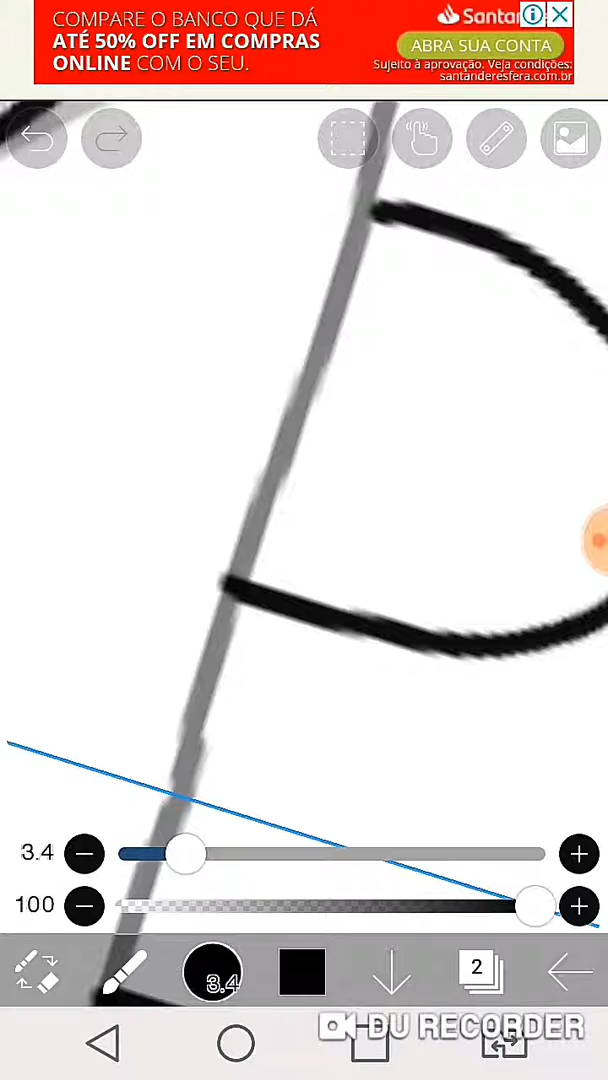 COMPARE O BANCO QUE DÁ
ATÉ 50% OFF EM COMPRAS
ONLINE COM O SEU.
ABRA SUA CONTA
Sujeito à aprovação. Veja condições:
santanderesfera.com.br
3.4
100
3.4
2
DU RECORDER